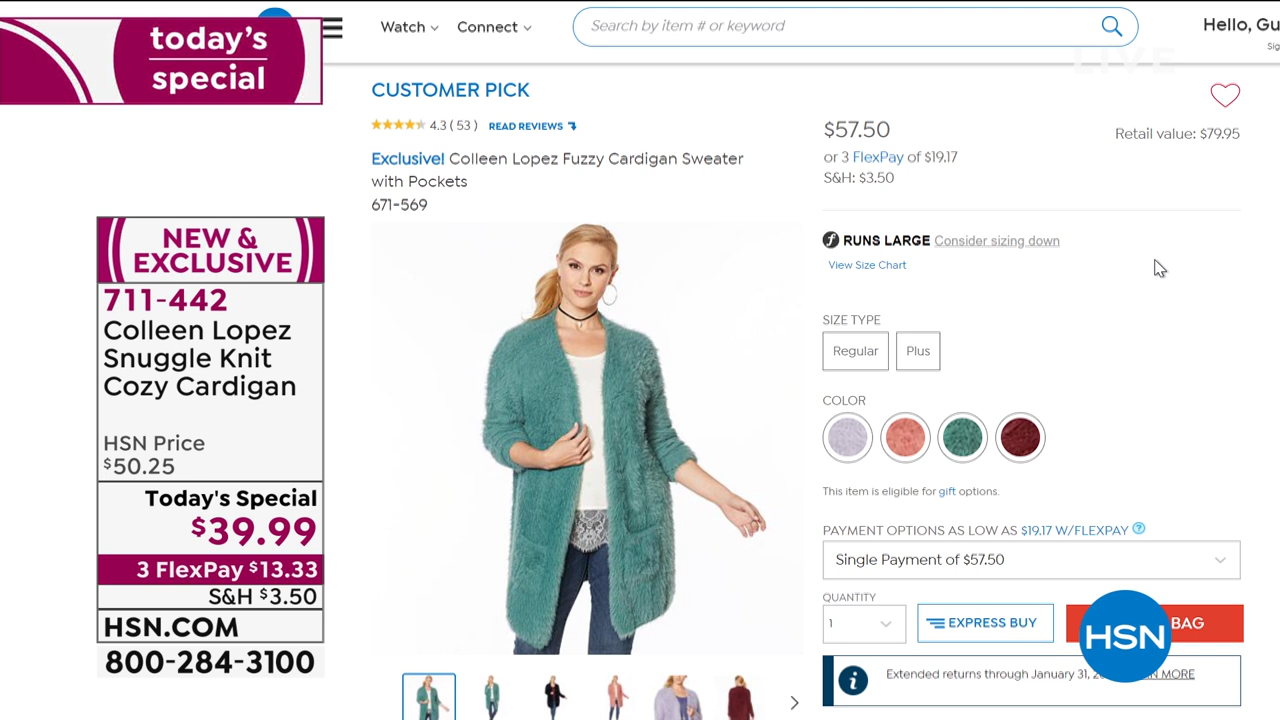 today's
special
Watch
Connect
Search by item # or keyword
Hello, Gu
LIVE
CUSTOMER PICK
4.3 ( 53 ) READ REVIEWS
Exclusive! Colleen Lopez Fuzzy Cardigan Sweater
with Pockets
671-569
$57.50
Retail value: $79.95
or 3 FlexPay of $19.17
S&H: $3.50
RUNS LARGE Consider sizing down
View Size Chart
SIZE TYPE
Regular
Plus
COLOR
This item is eligible for gift options.
PAYMENT OPTIONS AS LOW AS $19.17 W/FLEXPAY ?
Single Payment of $57.50
QUANTITY
1
EXPRESS BUY
BAG
HSN
Extended returns through January 31,
MORE
NEW &
EXCLUSIVE
711-442
Colleen Lopez
Snuggle Knit
Cozy Cardigan
HSN Price
$50.25
Today's Special
$39.99
3 FlexPay $13.33
S&H $3.50
HSN.COM
800-284-3100